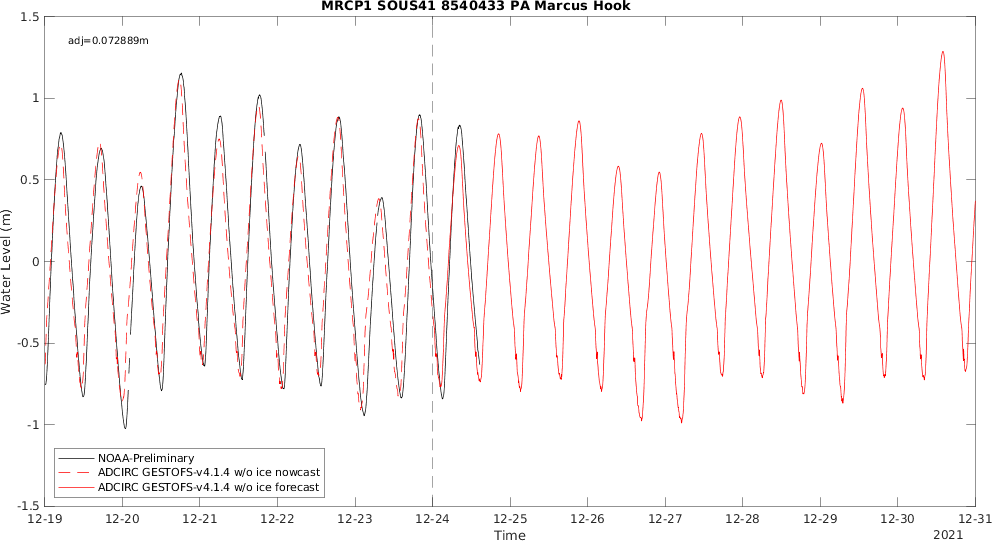 MRCP1 SOUS41 8540433 PA Marcus Hook
adj=0.072889m
1.5
1
0.5
0
-0.5
-1
-1.5
Water Level (m)
NOAA-Preliminary
ADCIRC GESTOFS-v4.1.4 w/o ice nowcast
ADCIRC GESTOFS-v4.1.4 w/o ice forecast
12-19 12-20 12-21 12-22 12-23 12-24 12-25 12-26 12-27 12-28 12-29 12-30 12-31
Time
2021